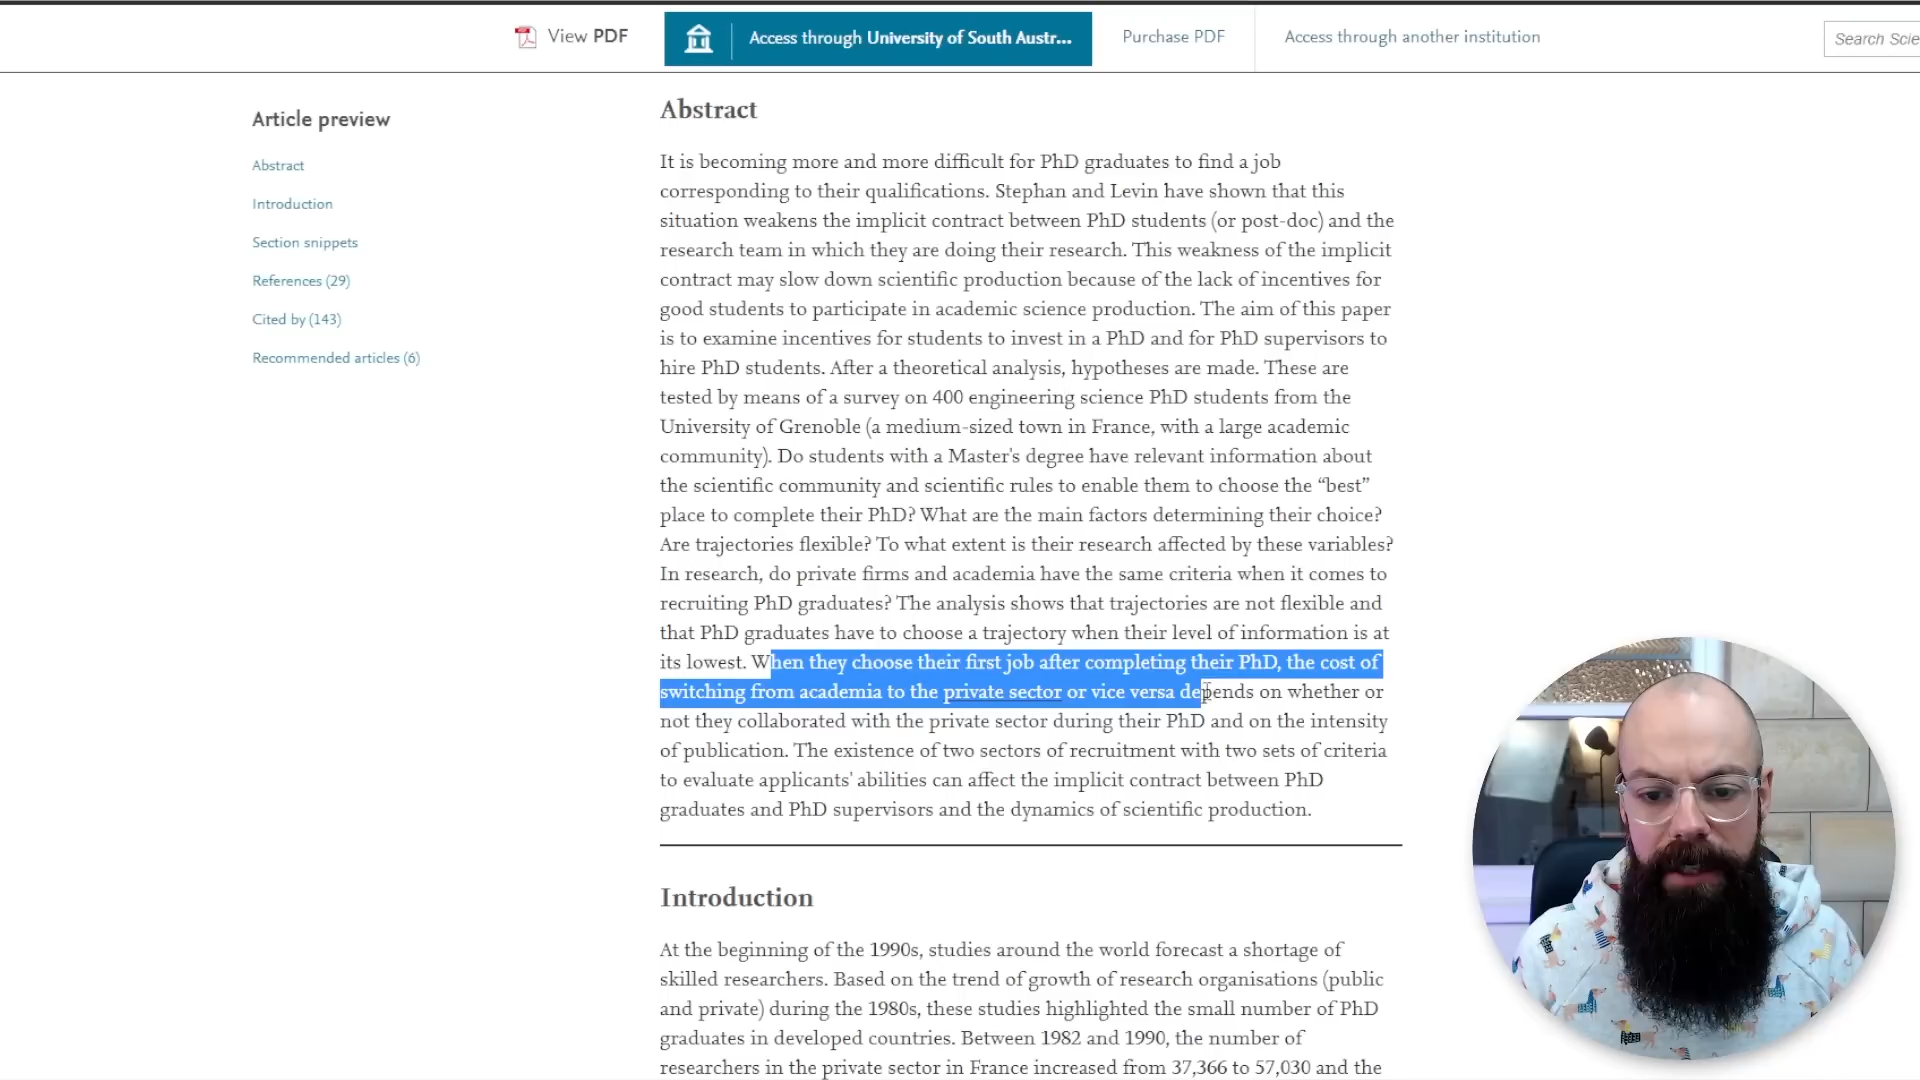 View PDF
Access through University of South Austr...
Purchase PDF
Access through another institution
Search Scie
Article preview
Abstract
Introduction
Section snippets
References (29)
Cited by (143)
Recommended articles (6)
Abstract
It is becoming more and more difficult for PhD graduates to find a job
corresponding to their qualifications. Stephan and Levin have shown that this
situation weakens the implicit contract between PhD students (or post-doc) and the
research team in which they are doing their research. This weakness of the implicit
contract may slow down scientific production because of the lack of incentives for
good students to participate in academic science production. The aim of this paper
is to examine incentives for students to invest in a PhD and for PhD supervisors to
hire PhD students. After a theoretical analysis, hypotheses are made. These are
tested by means of a survey on 400 engineering science PhD students from the
University of Grenoble (a medium-sized town in France, with a large academic
community). Do students with a Master's degree have relevant information about
the scientific community and scientific rules to enable them to choose the “best”
place to complete their PhD? What are the main factors determining their choice?
Are trajectories flexible? To what extent is their research affected by these variables?
In research, do private firms and academia have the same criteria when it comes to
recruiting PhD graduates? The analysis shows that trajectories are not flexible and
that PhD graduates have to choose a trajectory when their level of information is at
its lowest. When they choose their first job after completing their PhD, the cost of
switching from academia to the private sector or vice versa depends on whether or
not they collaborated with the private sector during their PhD and on the intensity
of publication. The existence of two sectors of recruitment with two sets of criteria
to evaluate applicants' abilities can affect the implicit contract between PhD
graduates and PhD supervisors and the dynamics of scientific production.
Introduction
At the beginning of the 1990s, studies around the world forecast a shortage of
skilled researchers. Based on the trend of growth of research organisations (public
and private) during the 1980s, these studies highlighted the small number of PhD
graduates in developed countries. Between 1982 and 1990, the number of
researchers in the private sector in France increased from 37,366 to 57,030 and the